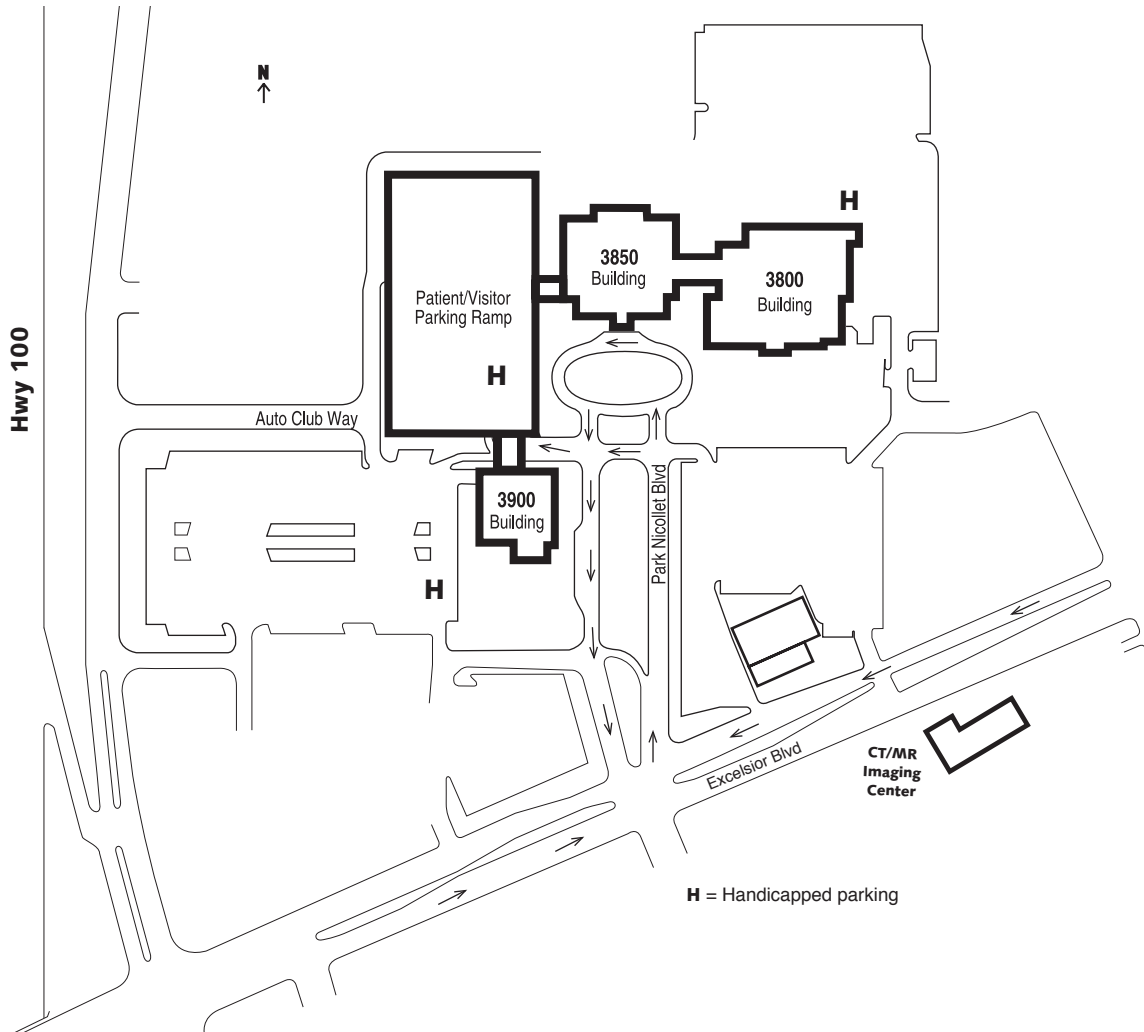 N
H
3850
Building
3800
Building
Patient/Visitor
Parking Ramp
H
Hwy 100
Auto Club Way
3900
Building
Park Nicollet Blvd
H
CT/MR
Imaging
Center
Excelsior Blvd
H = Handicapped parking